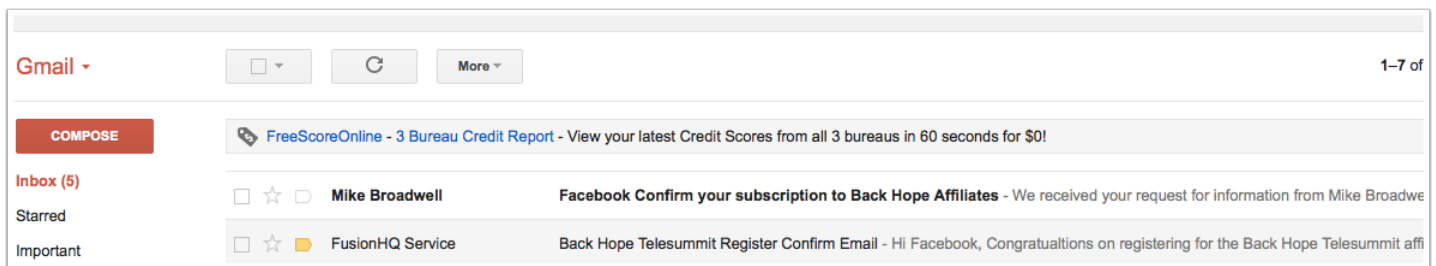 Gmail
More
1–7 of
COMPOSE
FreeScoreOnline - 3 Bureau Credit Report - View your latest Credit Scores from all 3 bureaus in 60 seconds for $0!
Inbox (5)
Mike Broadwell Facebook Confirm your subscription to Back Hope Affiliates - We received your request for information from Mike Broadwe
Starred
FusionHQ Service Back Hope Telesummit Register Confirm Email - Hi Facebook, Congratualtions on registering for the Back Hope Telesummit affi
Important